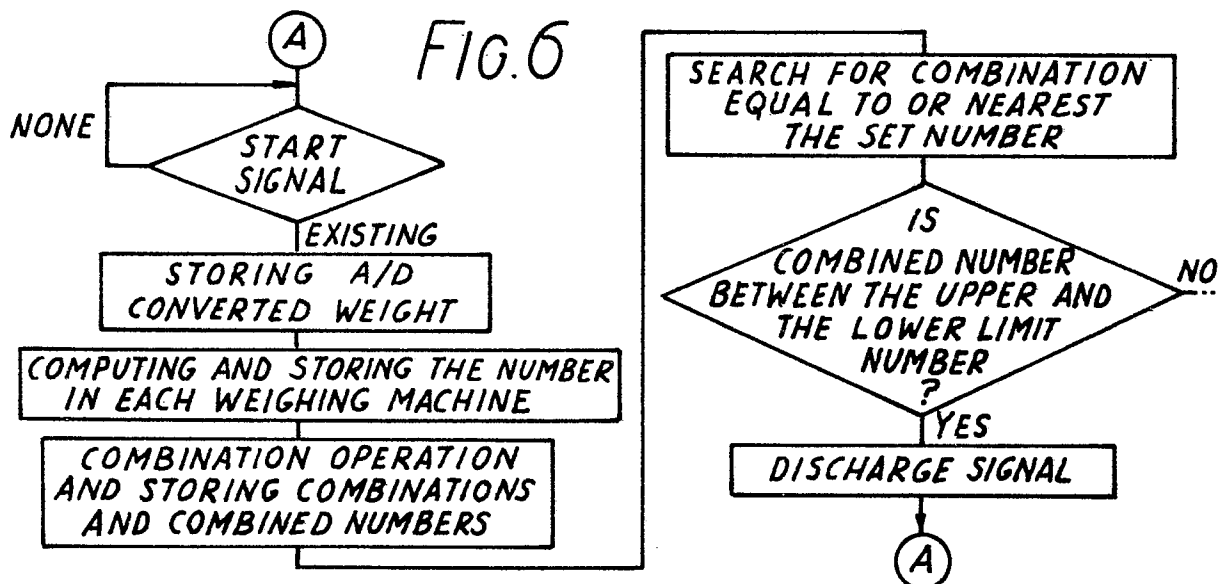 A
FIG.6
NONE
START
SIGNAL
EXISTING
STORING A/D
CONVERTED WEIGHT
COMPUTING AND STORING THE NUMBER
IN EACH WEIGHING MACHINE
COMBINATION OPERATION
AND STORING COMBINATIONS
AND COMBINED NUMBERS
SEARCH FOR COMBINATION
EQUAL TO OR NEAREST
THE SET NUMBER
IS
COMBINED NUMBER
BETWEEN THE UPPER AND
THE LOWER LIMIT
NUMBER
?
NO
YES
DISCHARGE SIGNAL
A